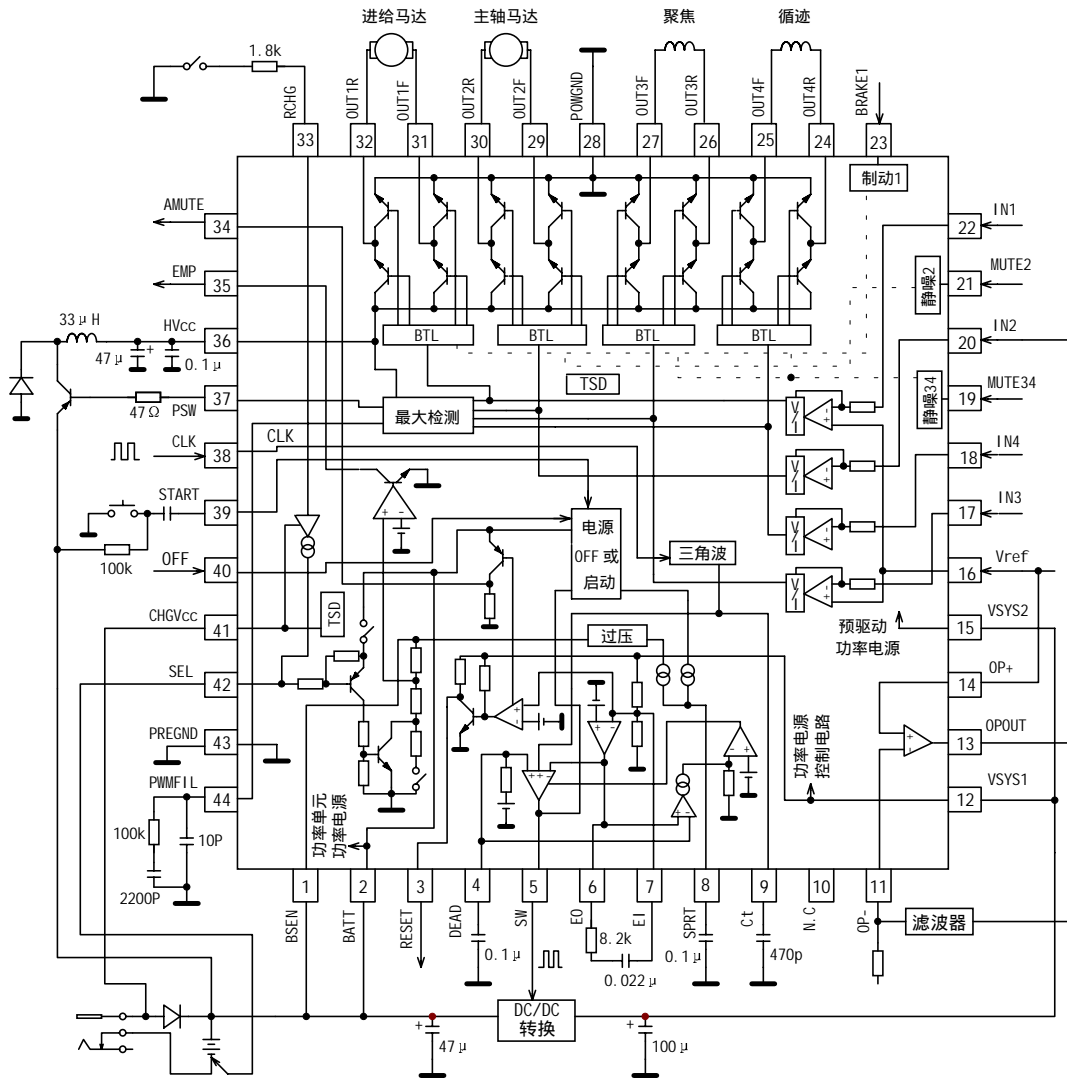 进给马达
主轴马达
聚焦
循迹
1.8k
RCHG
OUT1R
OUT1F
OUT2R
OUT2F
POWGND
OUT3F
OUT3R
OUT4F
OUT4R
BRAKE1
33
32
31
30
29
28
27
26
25
24
23
制动1
AMUTE
34
EMP
35
33μH
HVcc
36
47μ
+
0.1μ
47Ω
PSW
37
CLK
38
CLK
START
39
100k
OFF
40
CHGVcc
41
SEL
42
PREGND
43
PWMFIL
44
100k
10P
2200P
IN1
22
MUTE2
21
静噪2
IN2
20
MUTE34
19
静噪34
IN4
18
IN3
17
Vref
16
VSYS2
15
预驱动
功率电源
OP+
14
OPOUT
13
VSYS1
12
BTL
BTL
BTL
BTL
TSD
最大检测
V/I
- +
V/I
- +
V/I
- +
V/I
- +
+ -
电源
OFF 或
启动
三角波
TSD
过压
+ -
+ + -
+ -
- +
+
-
功率电源
控制电路
功率单元
功率电源
1
2
3
4
5
6
7
8
9
10
11
BSEN
BATT
RESET
DEAD
SW
EO
EI
SPRT
Ct
N.C
OP-
0.1μ
8.2k
0.022μ
0.1μ
470p
滤波器
DC/DC
转换
+
47μ
+
100μ